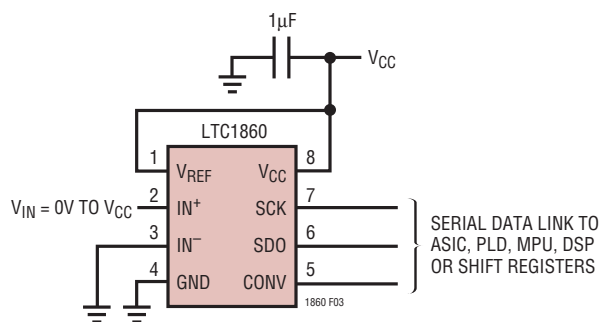 1µF
VCC
LTC1860
1 VREF VCC 8
VIN = 0V TO VCC 2 IN+ SCK 7
3 IN– SDO 6
4 GND CONV 5
SERIAL DATA LINK TO
ASIC, PLD, MPU, DSP
OR SHIFT REGISTERS
1860 F03